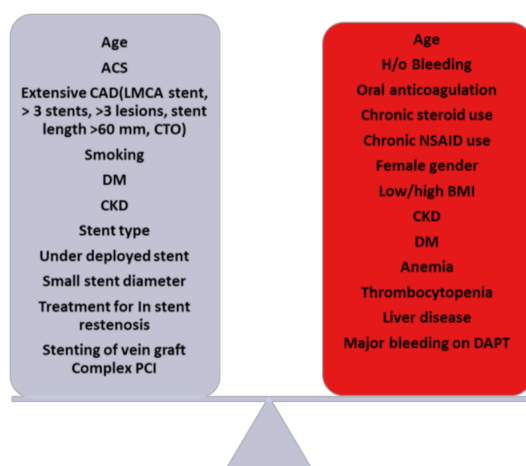 Age
ACS
Extensive CAD(LMCA stent,
> 3 stents, >3 lesions, stent
length >60 mm, CTO)
Smoking
DM
CKD
Stent type
Under deployed stent
Small stent diameter
Treatment for In stent
restenosis
Stenting of vein graft
Complex PCI
Age
H/o Bleeding
Oral anticoagulation
Chronic steroid use
Chronic NSAID use
Female gender
Low/high BMI
CKD
DM
Anemia
Thrombocytopenia
Liver disease
Major bleeding on DAPT